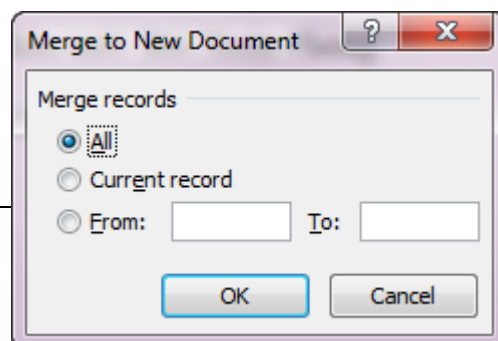 Merge to New Document
Merge records
All
Current record
From: To:
OK Cancel